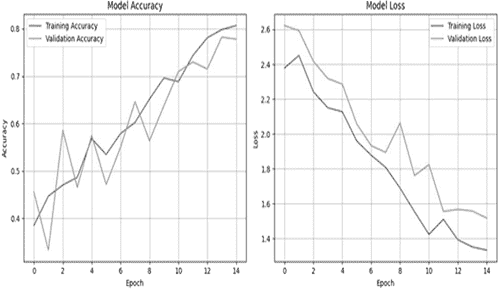 Model Accuracy
Training Accuracy
Validation Accuracy
Accuracy
0.8
0.7
0.6
0.5
0.4
0 2 4 6 8 10 12 14
Epoch
Model Loss
Training Loss
Validation Loss
Loss
2.6
2.4
2.2
2.0
1.8
1.6
1.4
0 2 4 6 8 10 12 14
Epoch